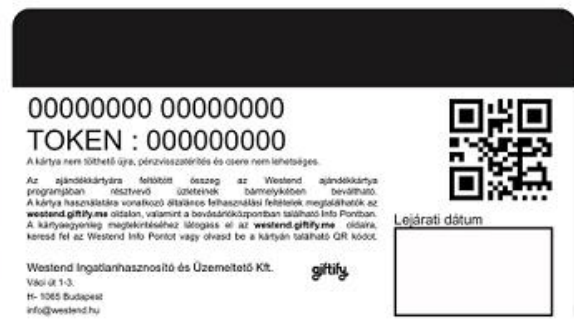 00000000 00000000
TOKEN : 000000000
A kártya nem tölthető újra, pénzvisszatérítés és csere nem lehetséges.
Az ajándékkártyára feltöltött összeg az Westend ajándékkártya
programjában résztvevő üzleteinek bármelyikében beváltható.
A kártya használatára vonatkozó általános felhasználási feltételek megtalálhatók az
westend.giftify.me oldalon, valamint a bevásárlóközpontban található Info Pontban.
A kártyaegyenleg megtekintéséhez látogass el az westend.giftify.me oldalra,
keresd fel az Westend Info Pontot vagy olvasd be a kártyán található QR kódot.
Lejárati dátum
Westend Ingatlanhasznosító és Üzemeltető Kft.
giftify
Váci út 1-3.
H- 1065 Budapest
info@westend.hu